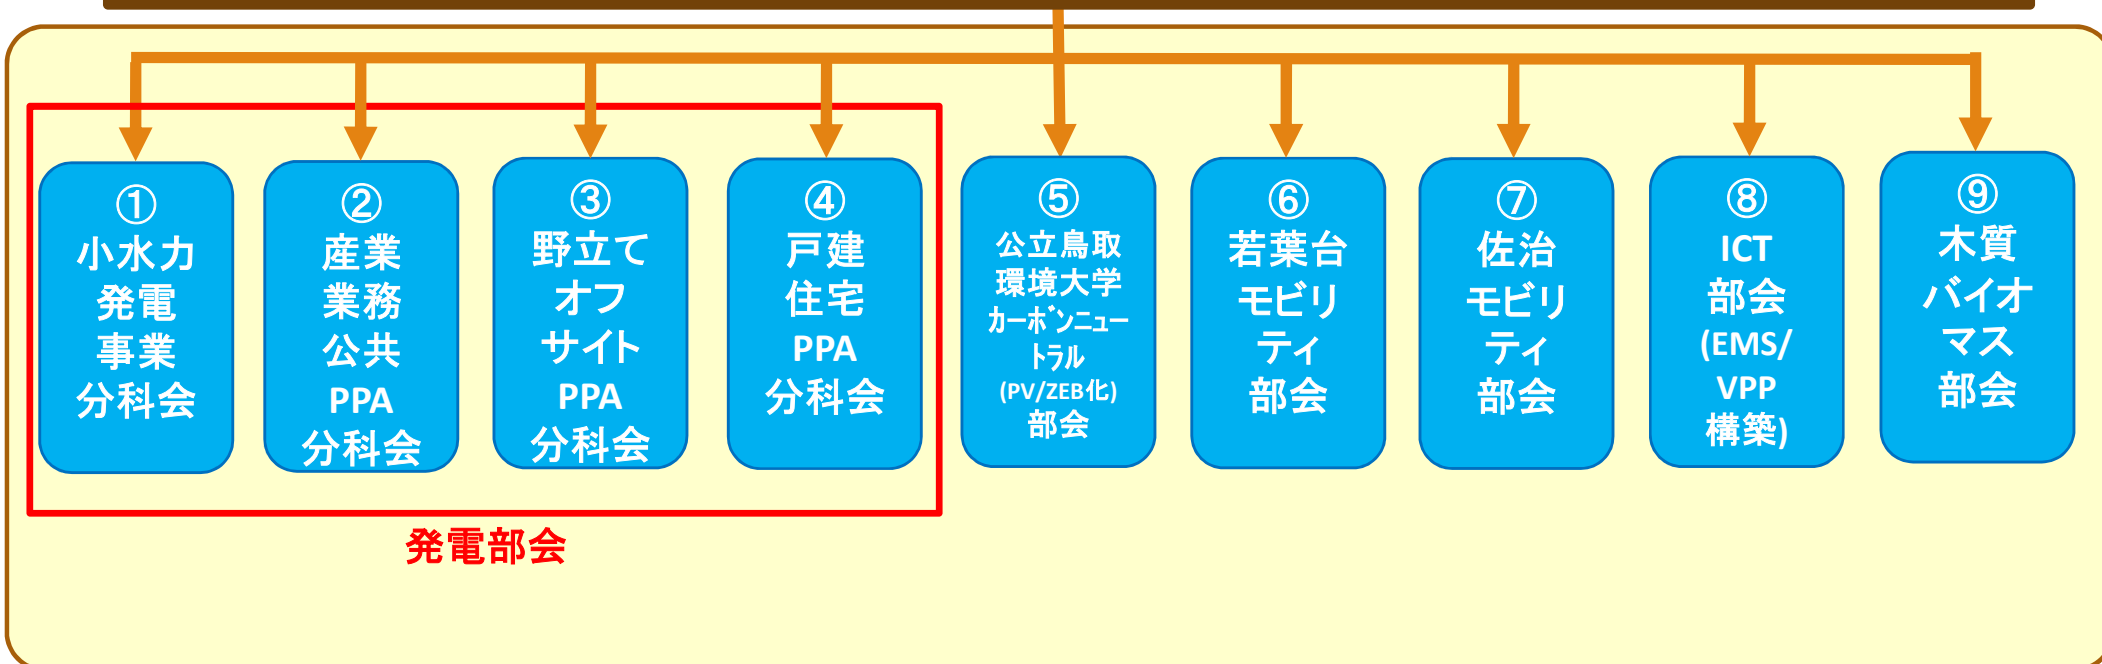 ①
小水力
発電
事業
分科会
②
産業
業務
公共
PPA
分科会
③
野立て
オフ
サイト
PPA
分科会
④
戸建
住宅
PPA
分科会
⑤
公立鳥取
環境大学
ｶｰﾎﾞﾝﾆｭｰ
ﾄﾗﾙ
(PV/ZEB化)
部会
⑥
若葉台
モビリ
ティ
部会
⑦
佐治
モビリ
ティ
部会
⑧
ICT
部会
(EMS/
VPP
構築)
⑨
木質
バイオ
マス
部会
発電部会